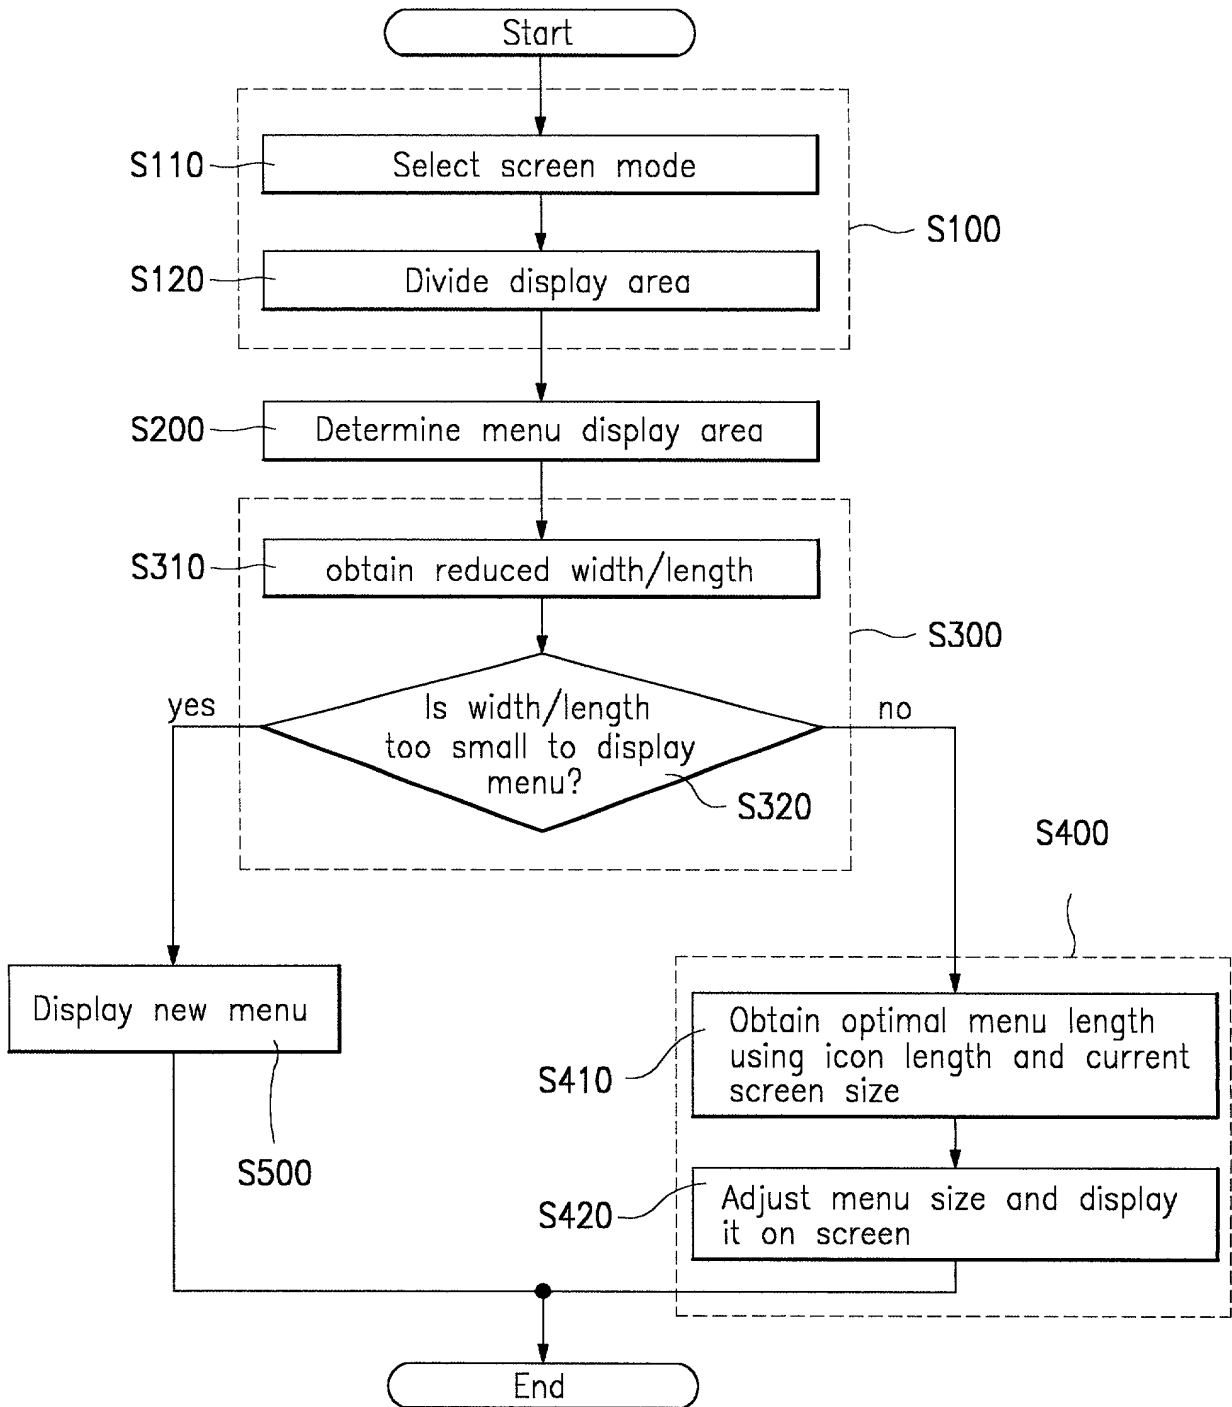 Start
S110
Select screen mode
S100
S120
Divide display area
S200
Determine menu display area
S310
obtain reduced width/length
S300
yes
Is width/length
too small to display
menu?
no
S320
S400
Display new menu
S500
Obtain optimal menu length
using icon length and current
screen size
S410
Adjust menu size and display
it on screen
S420
End